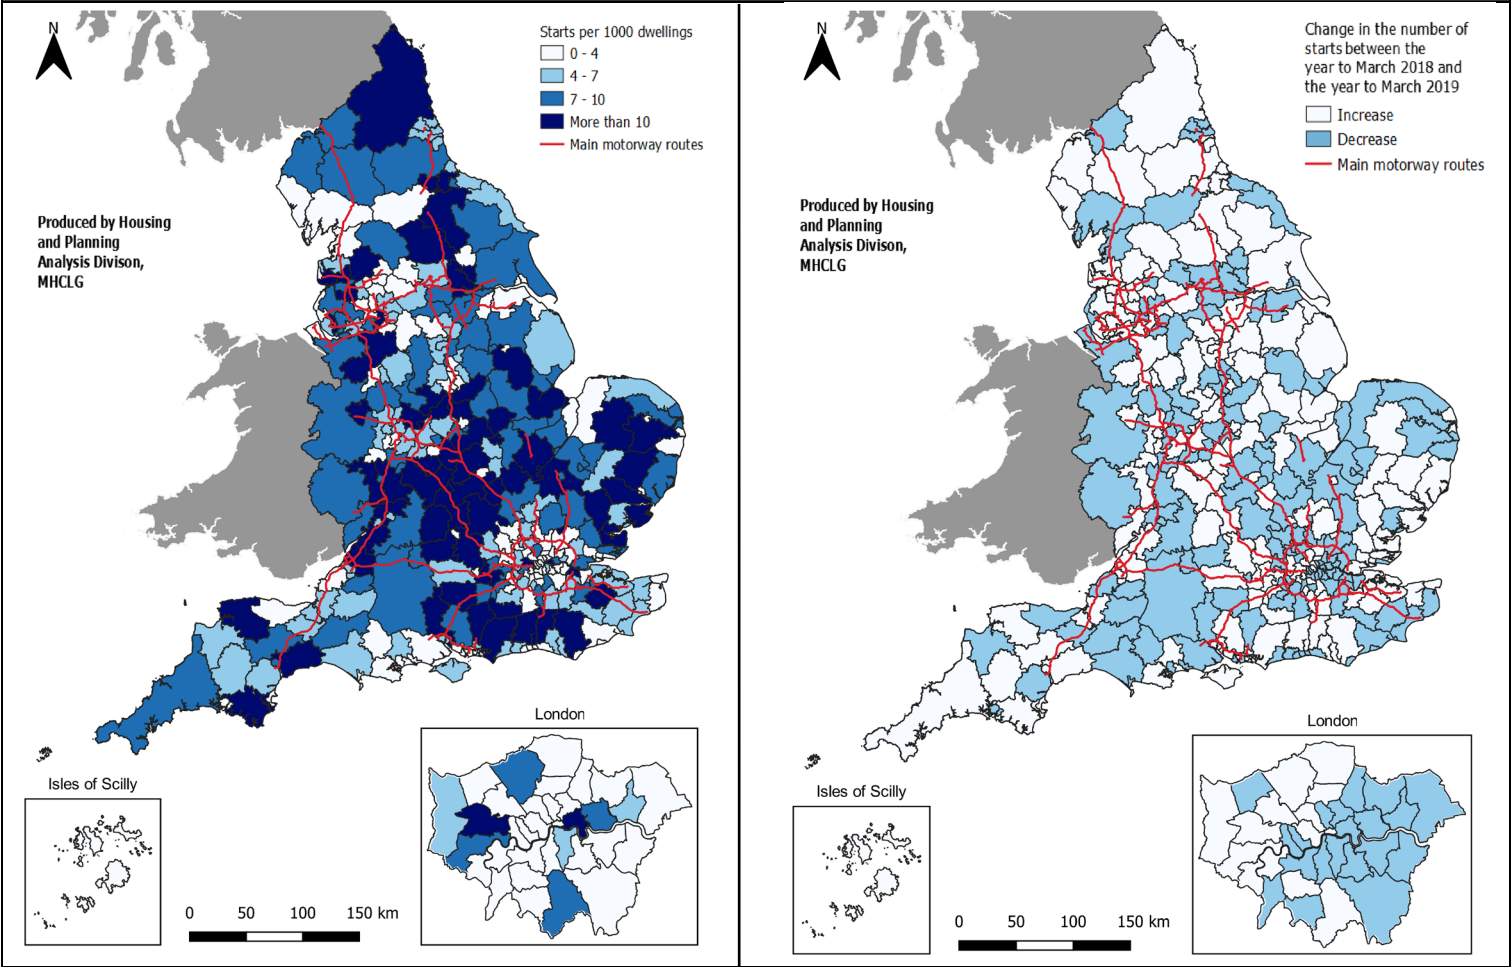 N
Starts per 1000 dwellings
0 - 4
4 - 7
7 - 10
More than 10
Main motorway routes
Produced by Housing
and Planning
Analysis Divison,
MHCLG
London
Isles of Scilly
0 50 100 150 km
N
Change in the number of
starts between the
year to March 2018 and
the year to March 2019
Increase
Decrease
Main motorway routes
Produced by Housing
and Planning
Analysis Divison,
MHCLG
London
Isles of Scilly
0 50 100 150 km